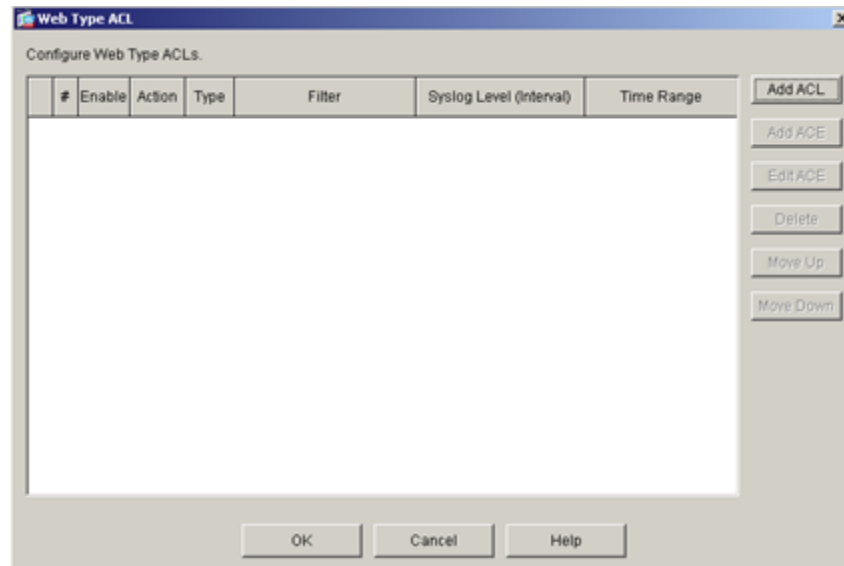 Web Type ACL
Configure Web Type ACLs.
# Enable Action Type Filter Syslog Level (Interval) Time Range
Add ACL
Add ACE
Edit ACE
Delete
Move Up
Move Down
OK Cancel Help